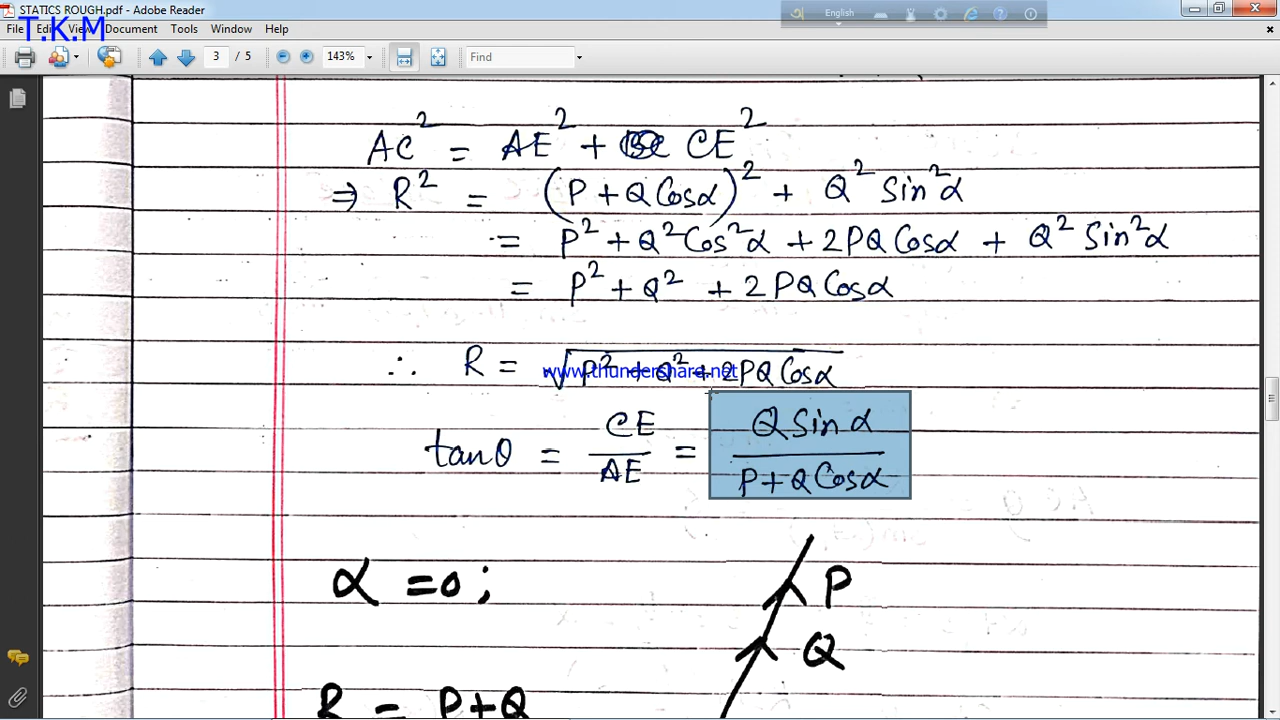 STATICS ROUGH.pdf - Adobe Reader
English
T.K.M
File Edit View Document Tools Window Help
3 / 5 143% Find
AC² = AE² + CE²
⇒ R² = (P + Q Cosα)² + Q² Sin²α
= P² + Q² Cos²α + 2PQ Cosα + Q² Sin²α
= P² + Q² + 2PQ Cosα
∴ R = √(P² + Q² + 2PQ Cosα)
www.thundershare.net
tanθ = CE/AE = Q Sin α/(P + Q Cosα)
α = 0 ;
P
Q
R = P+Q